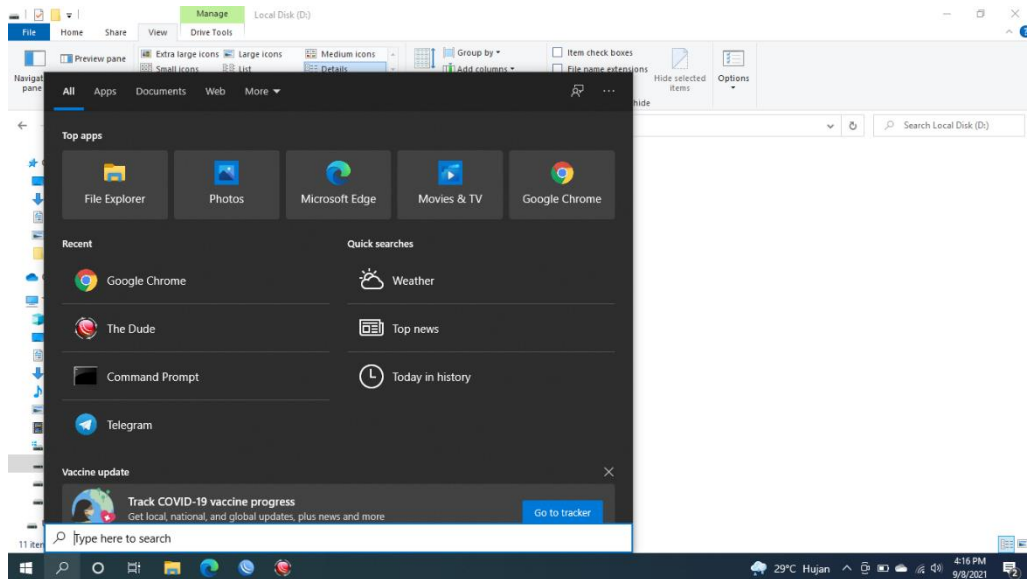 Manage Local Disk (D:)
File Home Share View Drive Tools
Preview pane
Extra large icons Large icons Medium icons
Small icons List Details
Group by
Add columns
Item check boxes
File name extensions
Hide selected
items
Options
pane
hide
All Apps Documents Web More
Search Local Disk (D:)
Top apps
File Explorer Photos Microsoft Edge Movies & TV Google Chrome
Recent Quick searches
Google Chrome Weather
The Dude Top news
Command Prompt Today in history
Telegram
Vaccine update
Track COVID-19 vaccine progress
Get local, national, and global updates, plus news and more
Go to tracker
Type here to search
29°C Hujan
4:16 PM
9/8/2021